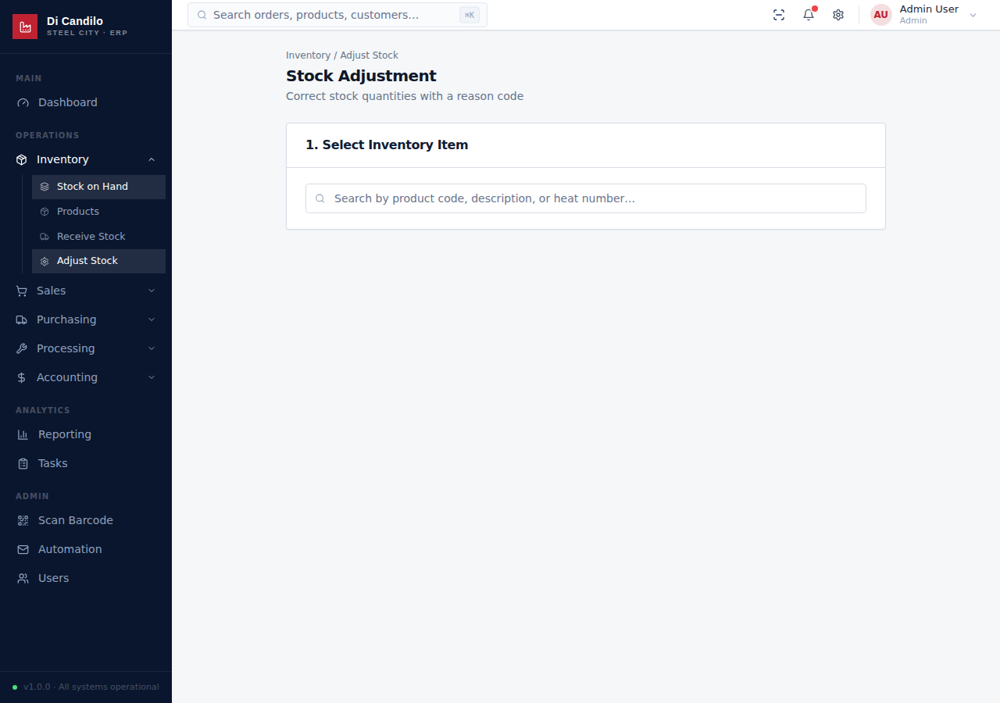 Di Candilo
STEEL CITY · ERP
MAIN
Dashboard
OPERATIONS
Inventory
Stock on Hand
Products
Receive Stock
Adjust Stock
Sales
Purchasing
Processing
Accounting
ANALYTICS
Reporting
Tasks
ADMIN
Scan Barcode
Automation
Users
v1.0.0 · All systems operational
Search orders, products, customers...
⌘K
AU
Admin User
Admin
Inventory / Adjust Stock
Stock Adjustment
Correct stock quantities with a reason code
1. Select Inventory Item
Search by product code, description, or heat number...